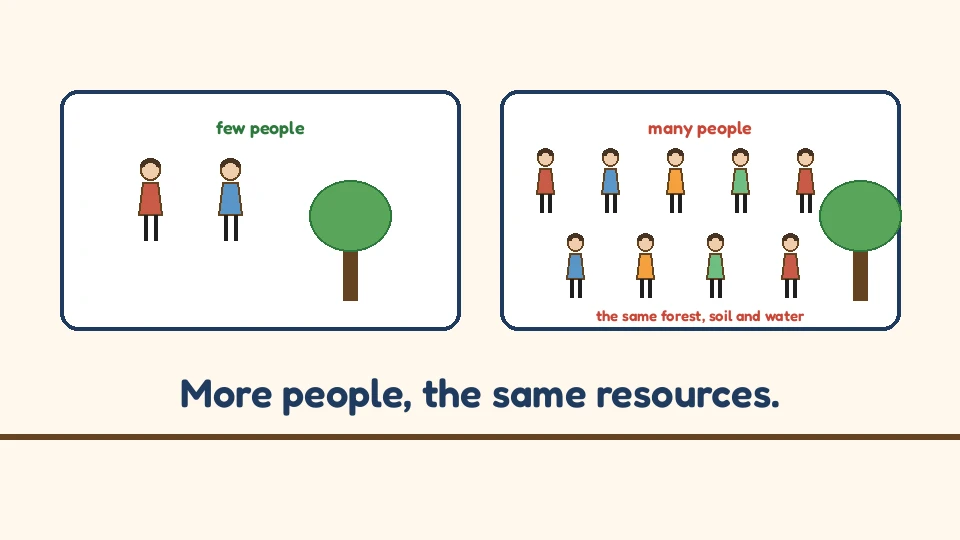 few people
many people
the same forest, soil and water
More people, the same resources.